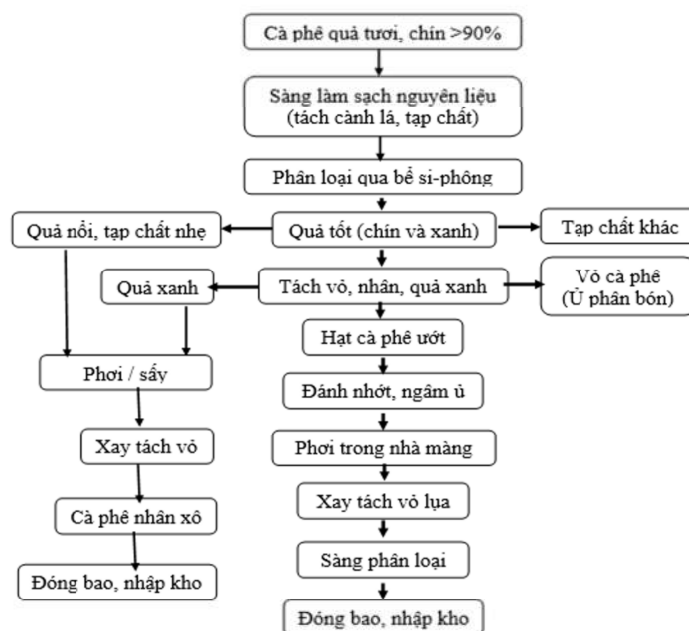 Cà phê quả tươi, chín >90%
Sàng làm sạch nguyên liệu
(tách cành lá, tạp chất)
Phân loại qua bể si-phông
Quả nổi, tạp chất nhẹ
Quả tốt (chín và xanh)
Tạp chất khác
Quả xanh
Tách vỏ, nhân, quả xanh
Vỏ cà phê
(Ủ phân bón)
Hạt cà phê ướt
Phơi / sấy
Đánh nhớt, ngâm ủ
Xay tách vỏ
Phơi trong nhà màng
Cà phê nhân xô
Xay tách vỏ lụa
Đóng bao, nhập kho
Sàng phân loại
Đóng bao, nhập kho